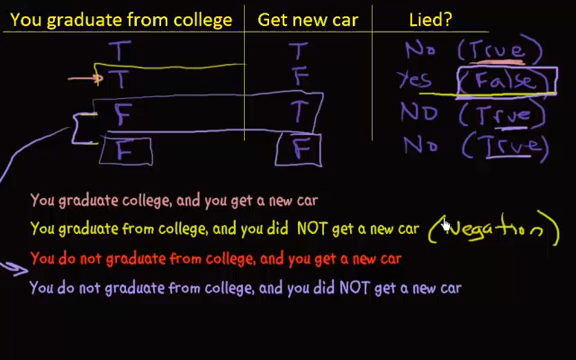 You graduate from college Get new car Lied?
T T No (True)
T F Yes (False)
F T NO (True)
F F No (True)
You graduate college, and you get a new car
You graduate from college, and you did NOT get a new car (Negation)
You do not graduate from college, and you get a new car
You do not graduate from college, and you did NOT get a new car